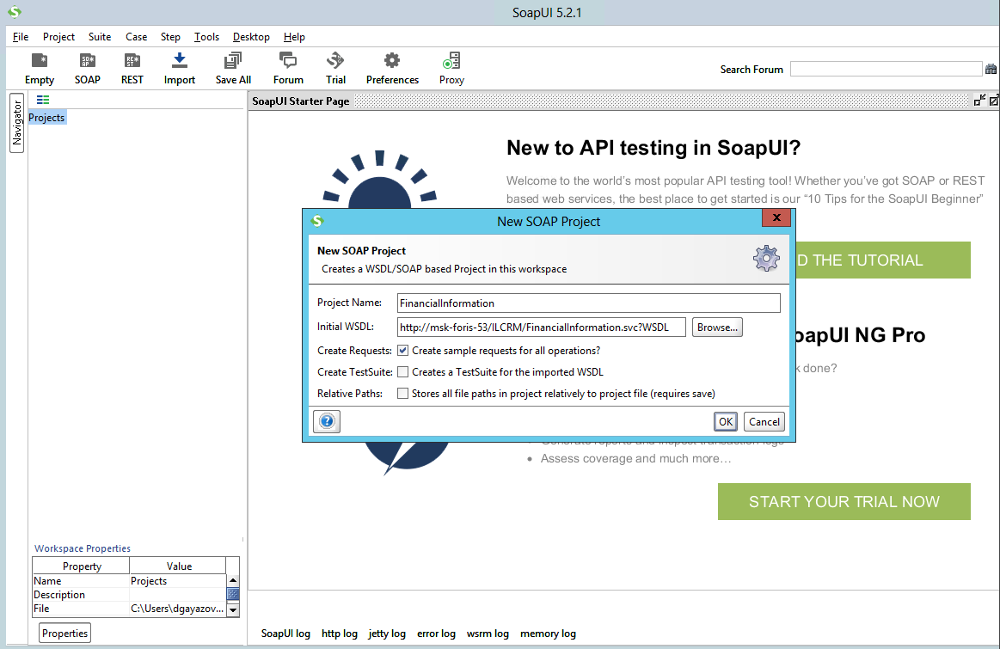 SoapUI 5.2.1
File Project Suite Case Step Tools Desktop Help
Empty SOAP REST Import Save All Forum Trial Preferences Proxy
Search Forum
Navigator
Projects
SoapUI Starter Page
New to API testing in SoapUI?
Welcome to the world's most popular API testing tool! Whether you've got SOAP or REST
based web services, the best place to get started is our "10 Tips for the SoapUI Beginner"
D THE TUTORIAL
oapUI NG Pro
k done?
New SOAP Project
X
New SOAP Project
Creates a WSDL/SOAP based Project in this workspace
Project Name: FinancialInformation
Initial WSDL: http://msk-foris-53/ILCRM/FinancialInformation.svc?WSDL Browse...
Create Requests: Create sample requests for all operations?
Create TestSuite: Creates a TestSuite for the imported WSDL
Relative Paths: Stores all file paths in project relatively to project file (requires save)
? OK Cancel
Generate reports and inspect transaction logs
• Assess coverage and much more…
START YOUR TRIAL NOW
Workspace Properties
Property Value
Name Projects
Description
File C:\Users\dgayazov...
Properties
SoapUI log http log jetty log error log wsrm log memory log